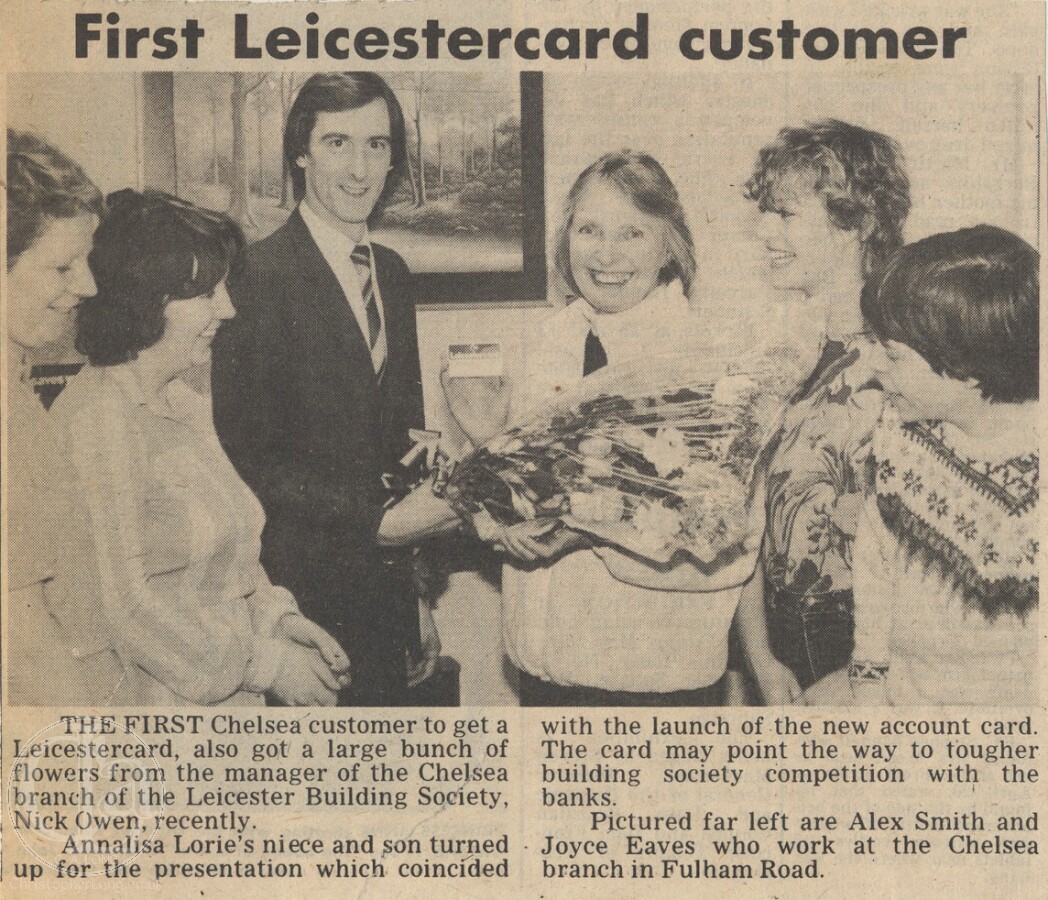 First Leicestercard customer
THE FIRST Chelsea customer to get a
Leicestercard, also got a large bunch of
flowers from the manager of the Chelsea
branch of the Leicester Building Society,
Nick Owen, recently.
Annalisa Lorie's niece and son turned
up for the presentation which coincided
with the launch of the new account card.
The card may point the way to tougher
building society competition with the
banks.
Pictured far left are Alex Smith and
Joyce Eaves who work at the Chelsea
branch in Fulham Road.